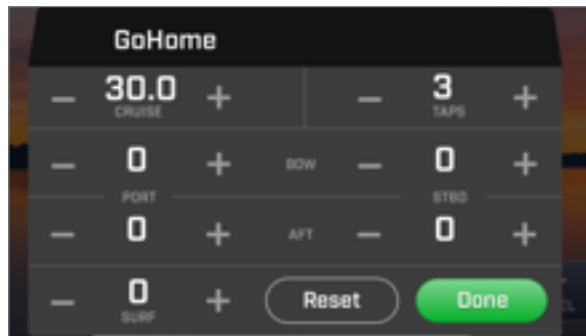 GoHome
— 30.0 + — 3 +
CRUISE TAPS
— 0 + BOW — 0 +
PORT STBD
— 0 + AFT — 0 +
— 0 + Reset Done
SURF